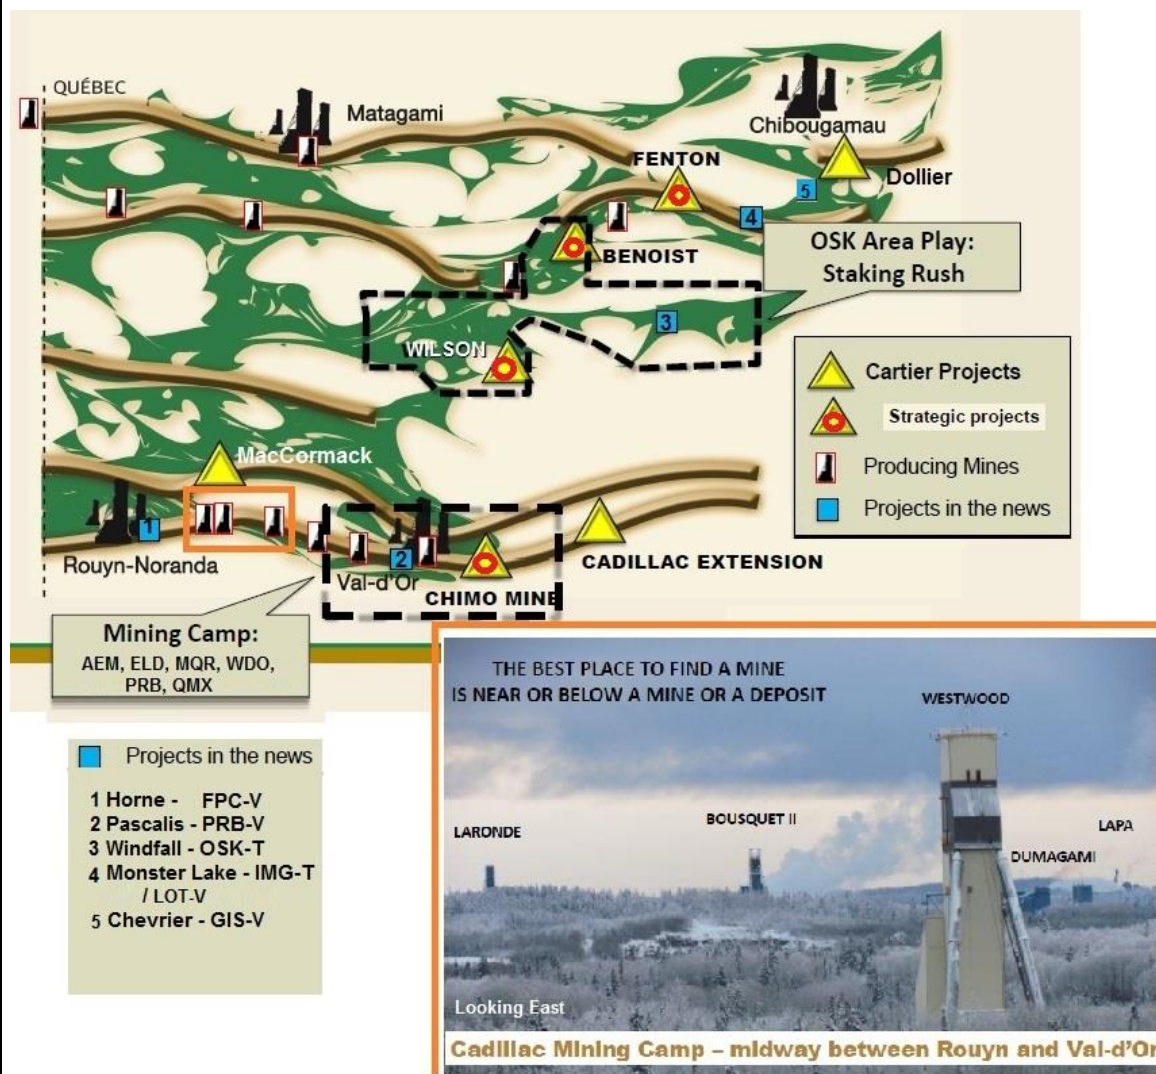 QUÉBEC
Matagami
Chibougamau
FENTON
Dollier
5
4
BENOIST
OSK Area Play:
Staking Rush
3
WILSON
Cartier Projects
Strategic projects
Producing Mines
Projects in the news
MacCormack
1
Rouyn-Noranda
2
Val-d'Or
CADILLAC EXTENSION
CHIMO MINE
Mining Camp:
AEM, ELD, MQR, WDO,
PRB, QMX
Projects in the news
1 Horne - FPC-V
2 Pascalis - PRB-V
3 Windfall - OSK-T
4 Monster Lake - IMG-T
/ LOT-V
5 Chevrier - GIS-V
THE BEST PLACE TO FIND A MINE
IS NEAR OR BELOW A MINE OR A DEPOSIT
WESTWOOD
LARONDE
BOUSQUET II
LAPA
DUMAGAMI
Looking East
Cadillac Mining Camp – midway between Rouyn and Val-d'Or